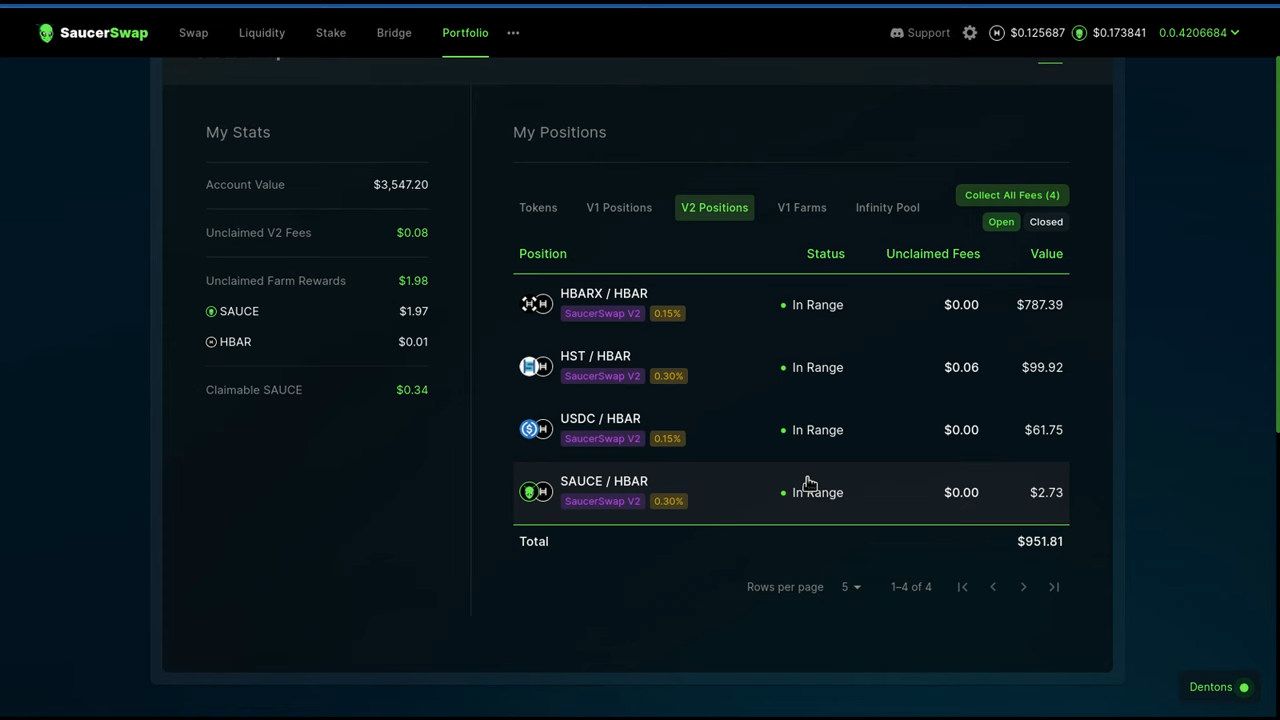 SaucerSwap
Swap
Liquidity
Stake
Bridge
Portfolio
Support
$0.125687
$0.173841
0.0.4206684
My Stats
Account Value $3,547.20
Unclaimed V2 Fees $0.08
Unclaimed Farm Rewards $1.98
SAUCE $1.97
HBAR $0.01
Claimable SAUCE $0.34
My Positions
Tokens
V1 Positions
V2 Positions
V1 Farms
Infinity Pool
Collect All Fees (4)
Open
Closed
Position Status Unclaimed Fees Value
HBARX / HBAR
SaucerSwap V2 0.15%
In Range $0.00 $787.39
HST / HBAR
SaucerSwap V2 0.30%
In Range $0.06 $99.92
USDC / HBAR
SaucerSwap V2 0.15%
In Range $0.00 $61.75
SAUCE / HBAR
SaucerSwap V2 0.30%
In Range $0.00 $2.73
Total $951.81
Rows per page 5 1–4 of 4
Dentons